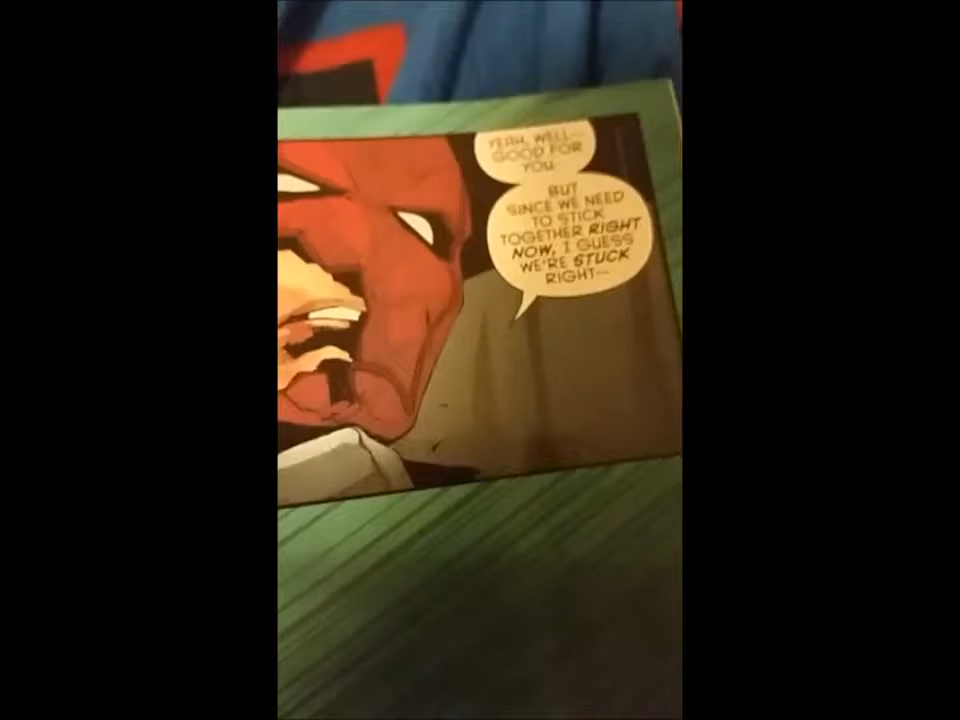 YEAH, WELL--
GOOD FOR
YOU.
BUT
SINCE WE NEED
TO STICK
TOGETHER RIGHT
NOW, I GUESS
WE'RE STUCK
RIGHT--